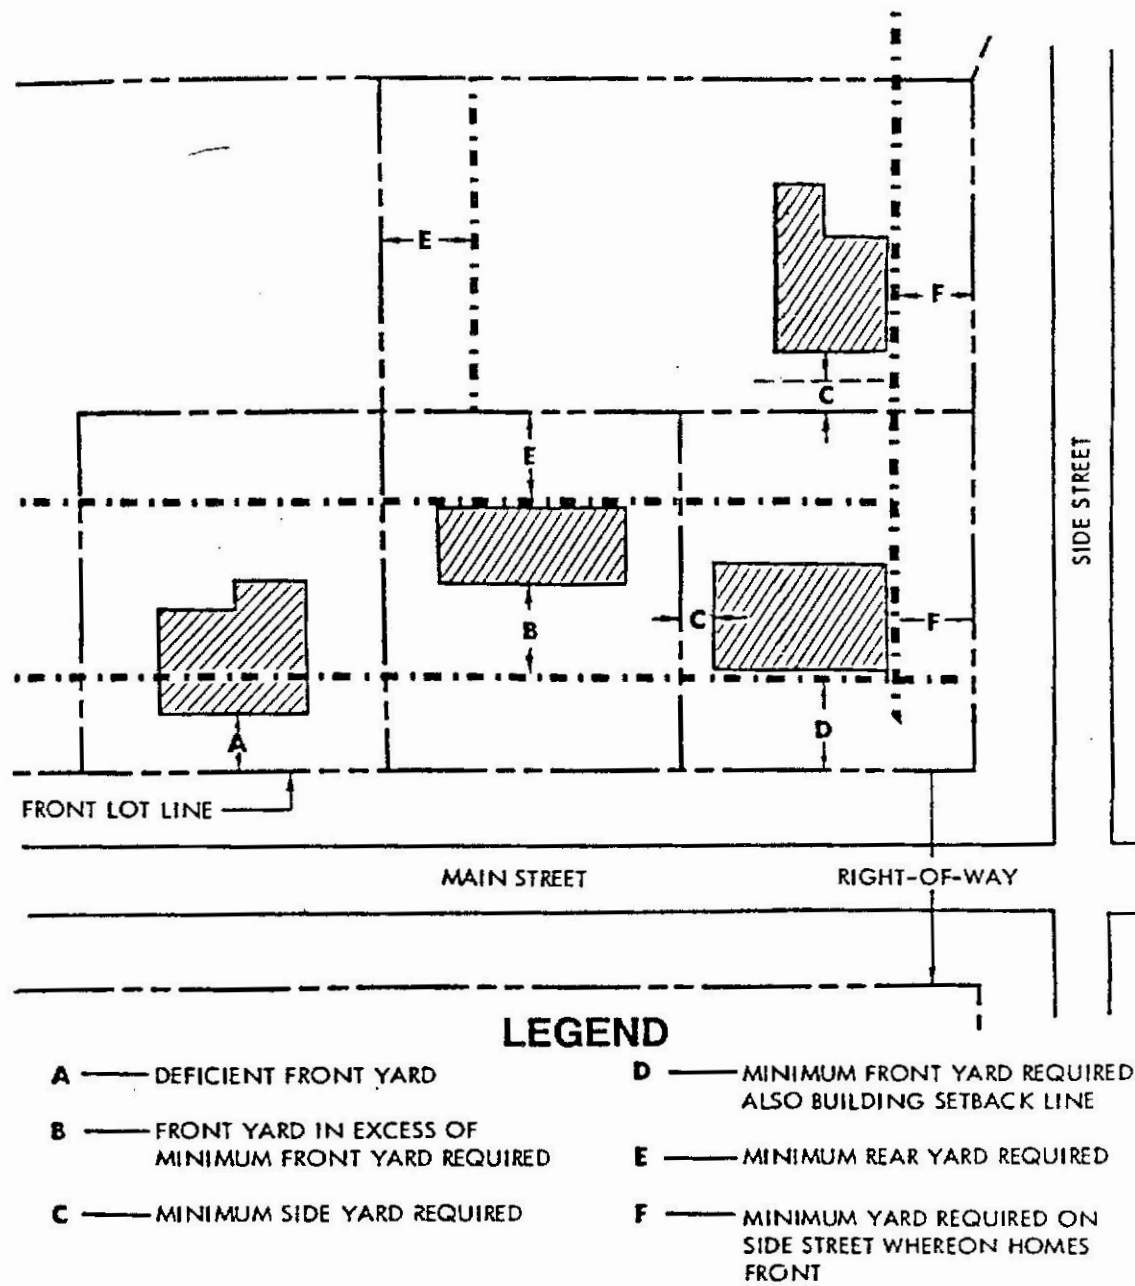 E
F
C
E
SIDE STREET
C
F
B
A
D
FRONT LOT LINE
MAIN STREET
RIGHT-OF-WAY
LEGEND
A DEFICIENT FRONT YARD
B FRONT YARD IN EXCESS OF
MINIMUM FRONT YARD REQUIRED
C MINIMUM SIDE YARD REQUIRED
D MINIMUM FRONT YARD REQUIRED
ALSO BUILDING SETBACK LINE
E MINIMUM REAR YARD REQUIRED
F MINIMUM YARD REQUIRED ON
SIDE STREET WHEREON HOMES
FRONT